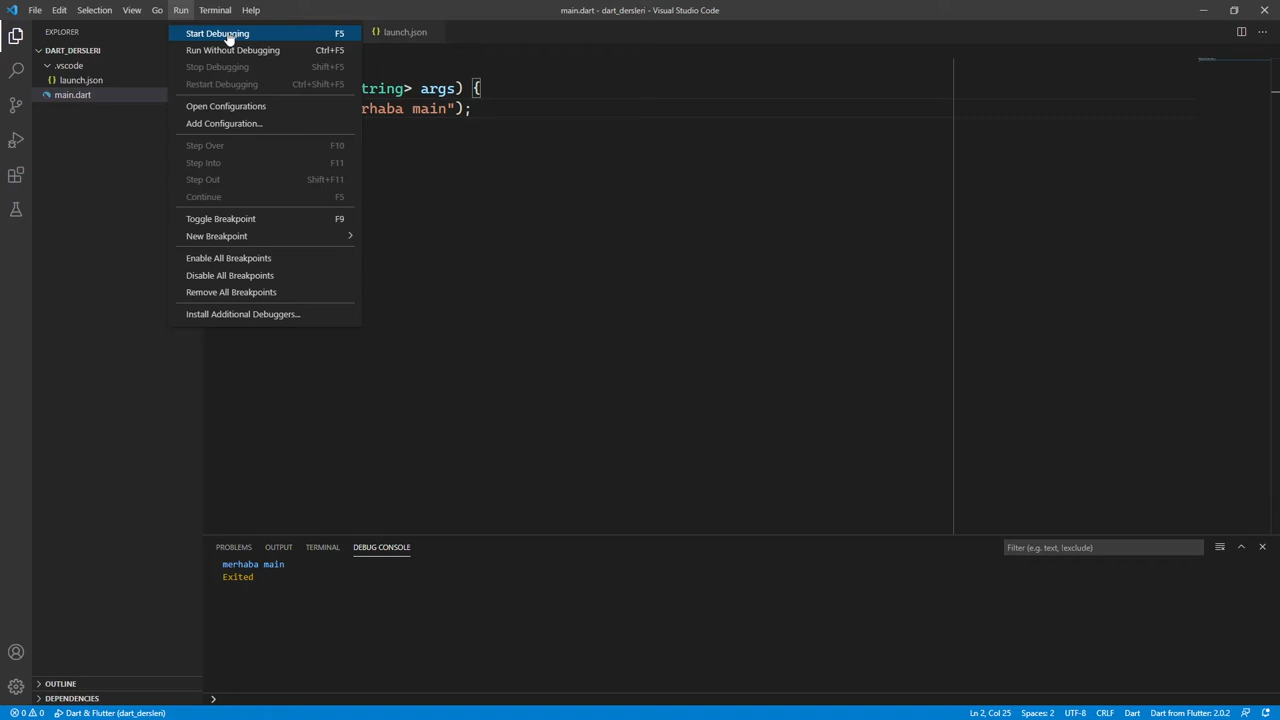 File Edit Selection View Go Run Terminal Help
main.dart - dart_dersleri - Visual Studio Code
EXPLORER
DART_DERSLERI
.vscode
{} launch.json
main.dart
Start Debugging F5
Run Without Debugging Ctrl+F5
Stop Debugging Shift+F5
Restart Debugging Ctrl+Shift+F5
Open Configurations
Add Configuration...
Step Over F10
Step Into F11
Step Out Shift+F11
Continue F5
Toggle Breakpoint F9
New Breakpoint
Enable All Breakpoints
Disable All Breakpoints
Remove All Breakpoints
Install Additional Debuggers...
{} launch.json
tring> args) {
rhaba main");
PROBLEMS OUTPUT TERMINAL DEBUG CONSOLE
Filter (e.g. text, !exclude)
merhaba main
Exited
OUTLINE
DEPENDENCIES
0 0 Dart & Flutter (dart_dersleri)
Ln 2, Col 25 Spaces: 2 UTF-8 CRLF Dart Dart from Flutter: 2.0.2